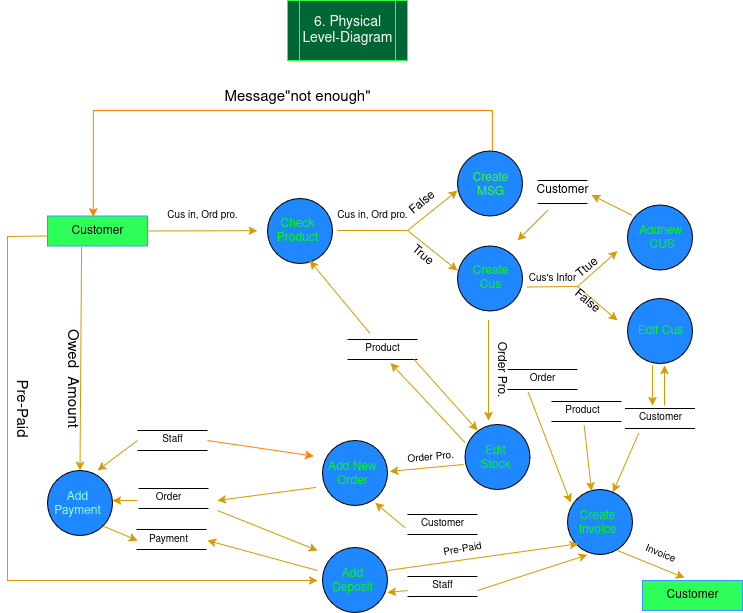 6. Physical
Level-Diagram
Message"not enough"
Create
MSG
Customer
Customer
Cus in, Ord pro.
Check
Product
Cus in, Ord pro.
False
True
Addnew
CUS
Create
Cus
Cus's Infor
Ttue
False
Edit Cus
Product
Order Pro.
Order
Product
Customer
Owed Amount
Pre-Paid
Staff
Add New
Order
Order Pro.
Edit
Stock
Add
Payment
Order
Payment
Customer
Create
Invoice
Pre-Paid
Invoice
Add
Deposit
Staff
Customer